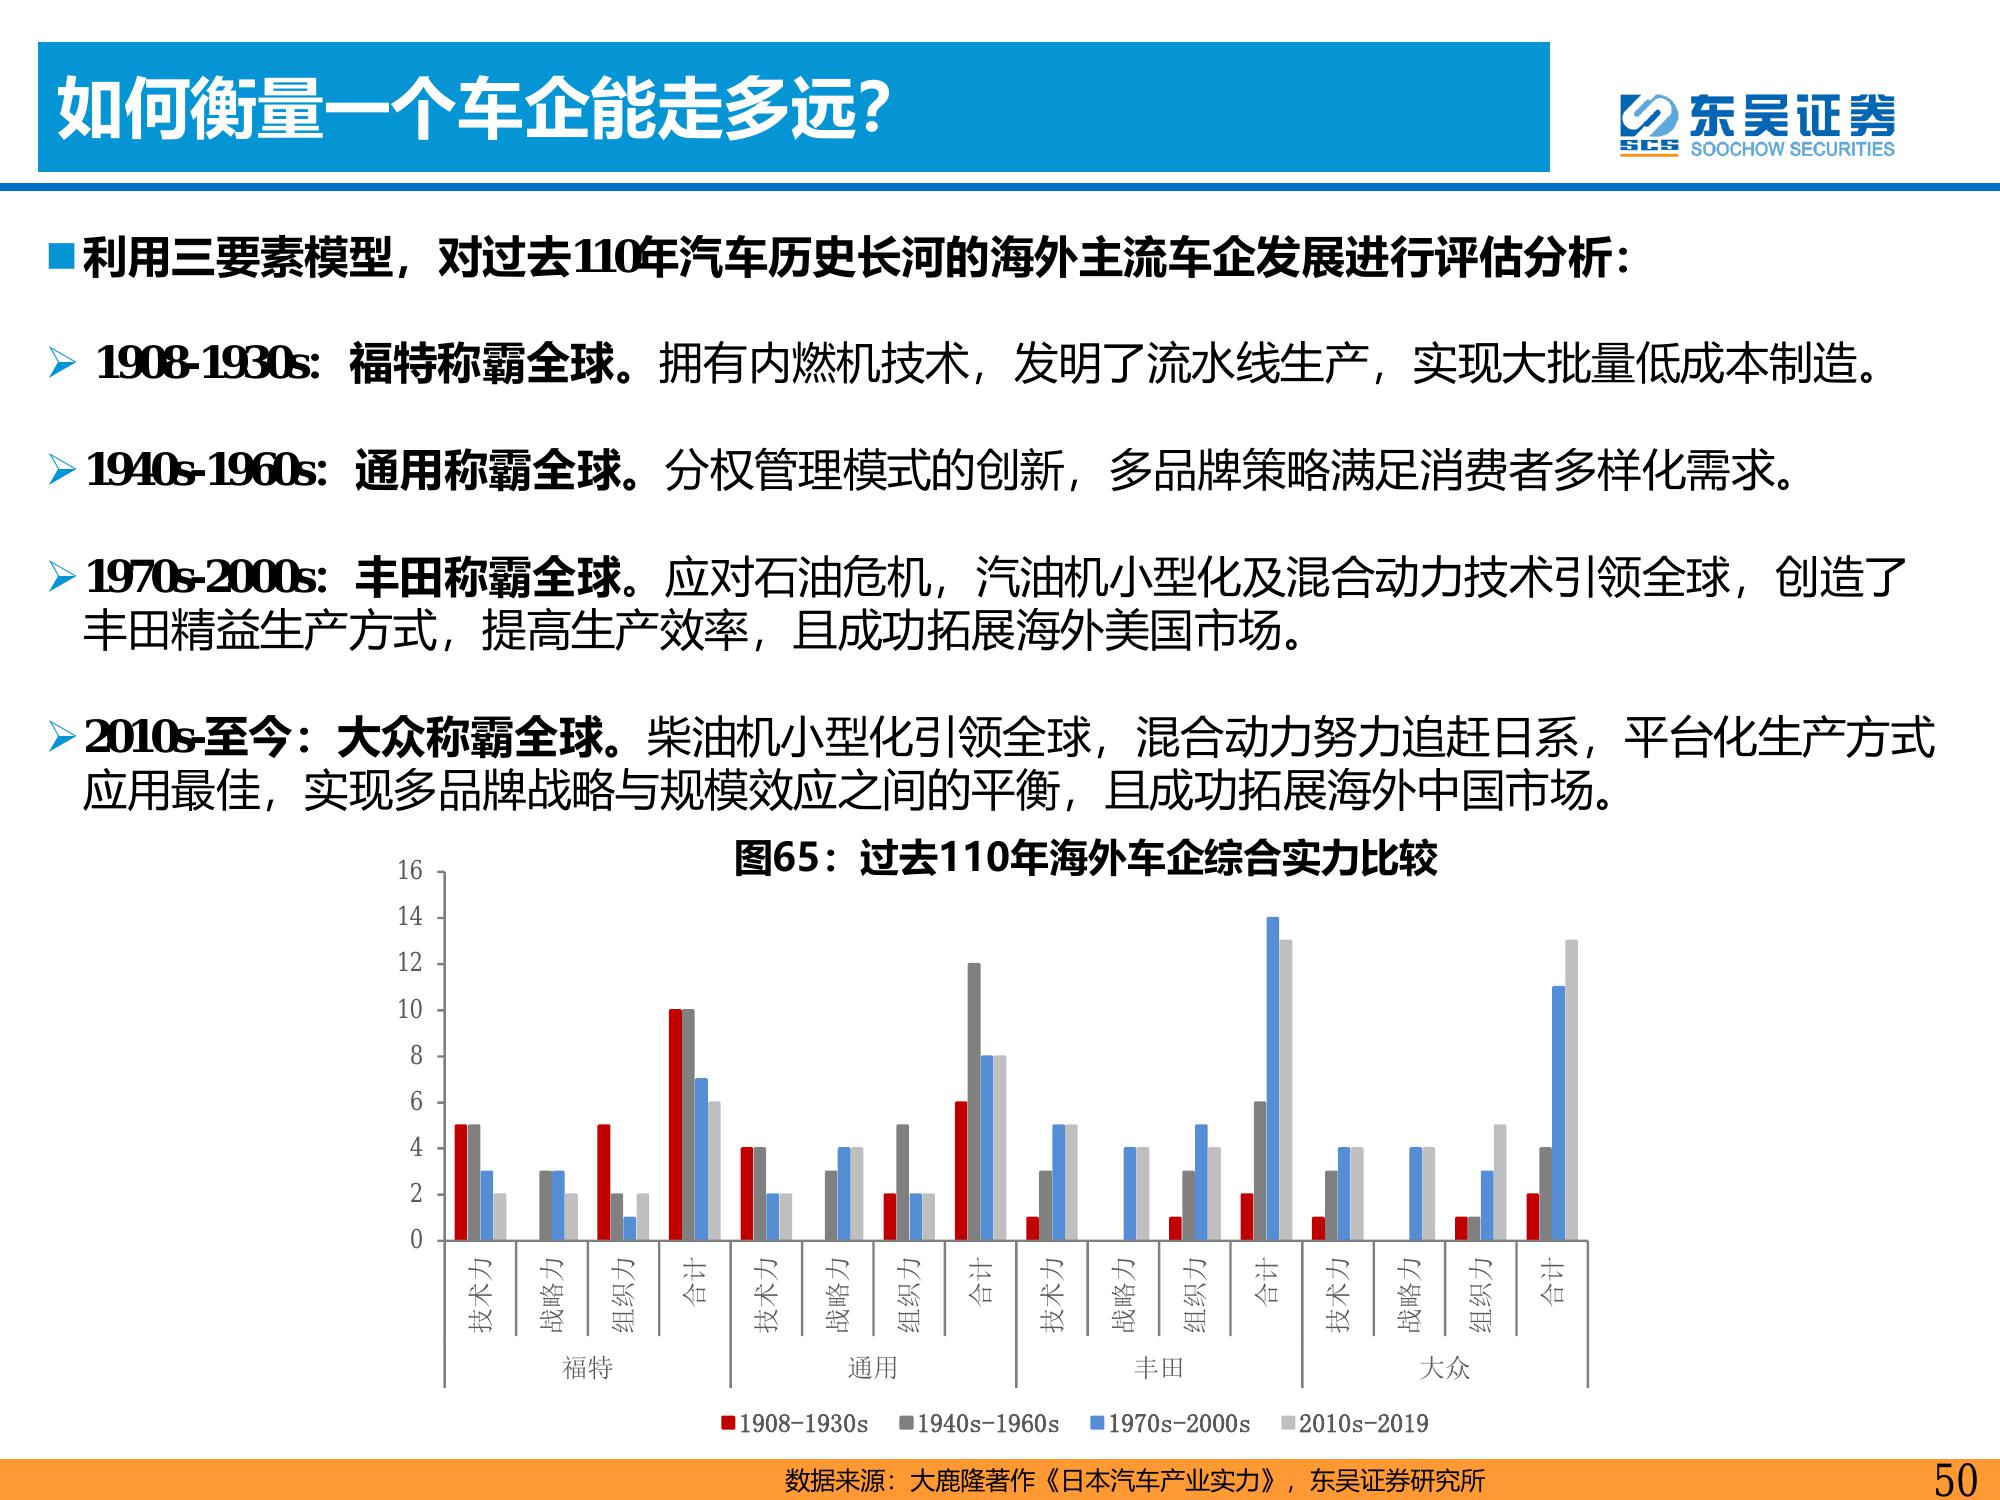 如何衡量一个车企能走多远？
东吴证券
SCS
SOOCHOW SECURITIES
利用三要素模型，对过去110年汽车历史长河的海外主流车企发展进行评估分析：
1908-1930s：福特称霸全球。拥有内燃机技术，发明了流水线生产，实现大批量低成本制造。
1940s-1960s：通用称霸全球。分权管理模式的创新，多品牌策略满足消费者多样化需求。
1970s-2000s：丰田称霸全球。应对石油危机，汽油机小型化及混合动力技术引领全球，创造了
丰田精益生产方式，提高生产效率，且成功拓展海外美国市场。
2010s-至今：大众称霸全球。柴油机小型化引领全球，混合动力努力追赶日系，平台化生产方式
应用最佳，实现多品牌战略与规模效应之间的平衡，且成功拓展海外中国市场。
图65：过去110年海外车企综合实力比较
16
14
12
10
8
6
4
2
0
技术力 战略力 组织力 合计 技术力 战略力 组织力 合计 技术力 战略力 组织力 合计 技术力 战略力 组织力 合计
福特 通用 丰田 大众
1908-1930s 1940s-1960s 1970s-2000s 2010s-2019
数据来源：大鹿隆著作《日本汽车产业实力》，东吴证券研究所
50